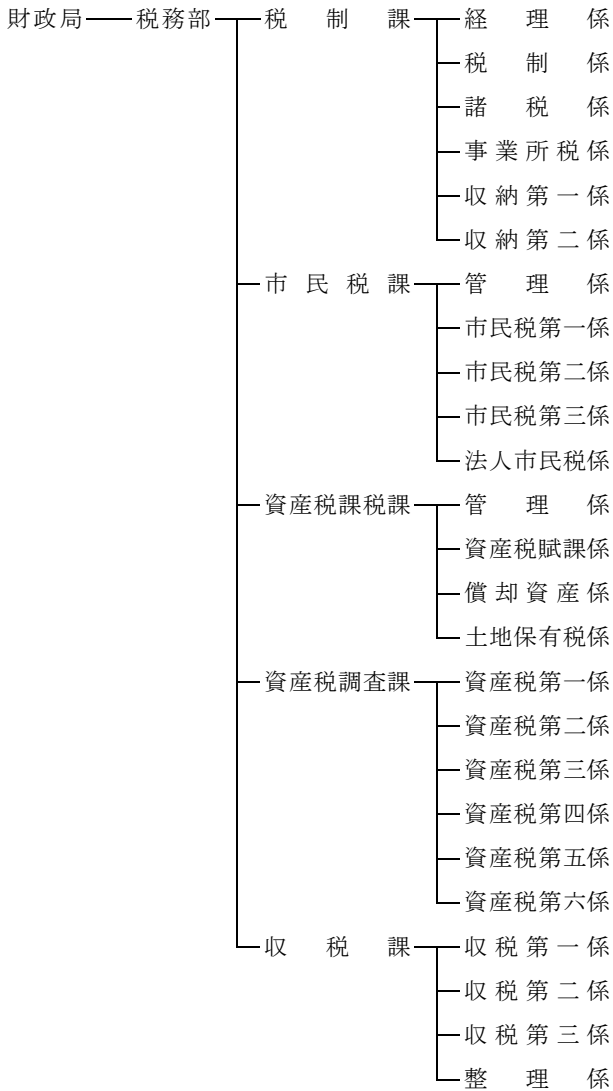 財政局 税務部 税制課 経理係
税制係
諸税係
事業所税係
収納第一係
収納第二係
市民税課 管理係
市民税第一係
市民税第二係
市民税第三係
法人市民税係
資産税課税課 管理係
資産税賦課係
償却資産係
土地保有税係
資産税調査課 資産税第一係
資産税第二係
資産税第三係
資産税第四係
資産税第五係
資産税第六係
収税課 収税第一係
収税第二係
収税第三係
整理係